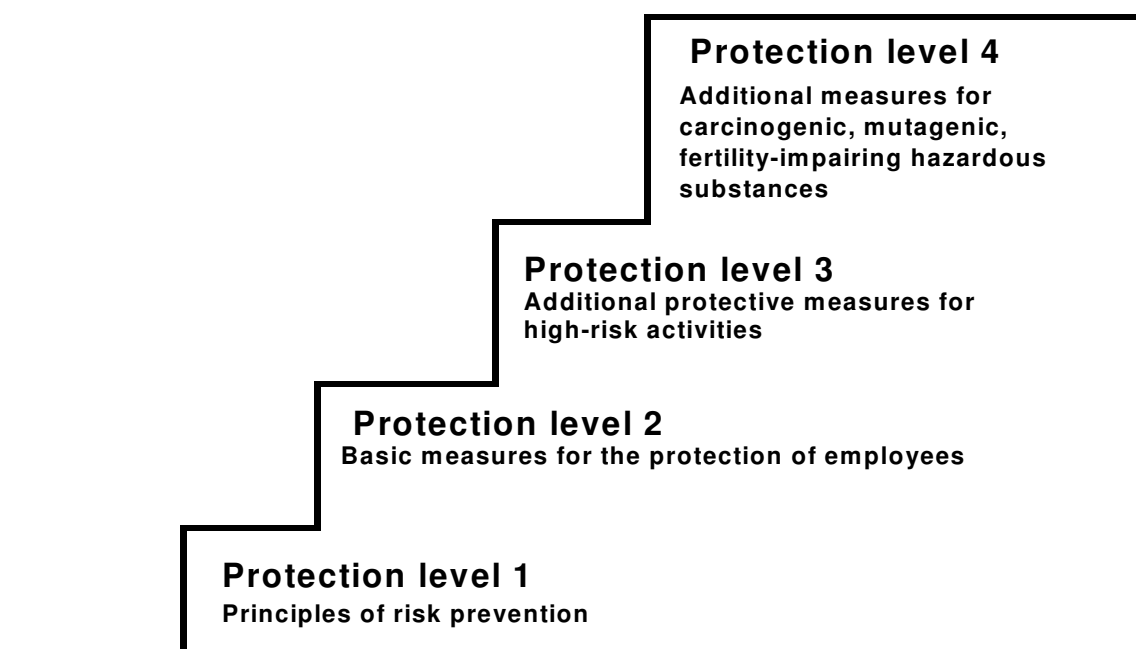 Protection level 4
Additional measures for
carcinogenic, mutagenic,
fertility-impairing hazardous
substances
Protection level 3
Additional protective measures for
high-risk activities
Protection level 2
Basic measures for the protection of employees
Protection level 1
Principles of risk prevention